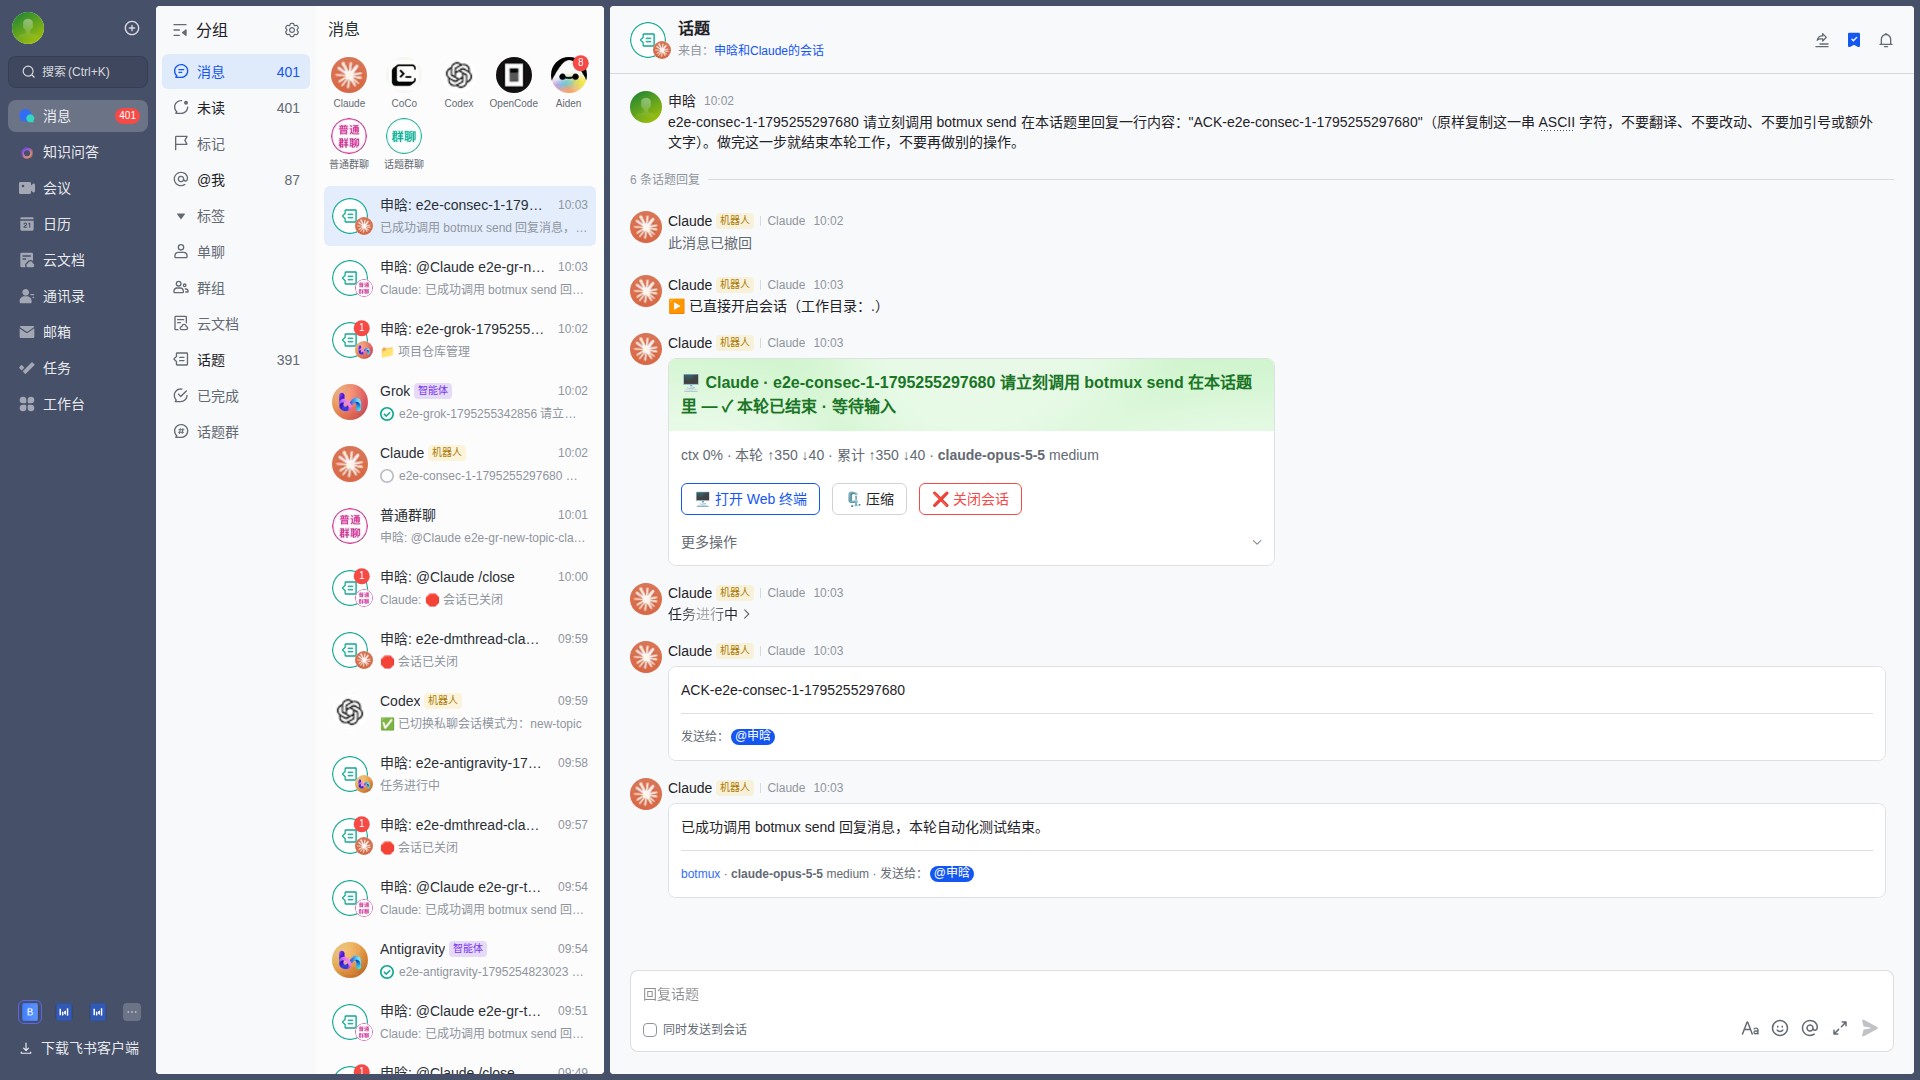 搜索 (Ctrl+K)
消息
401
知识问答
会议
日历
31
云文档
通讯录
邮箱
任务
工作台
B
下载飞书客户端
分组
消息 401
未读 401
标记
@我 87
标签
单聊
群组
云文档
话题 391
已完成
话题群
消息
8
Claude
CoCo
Codex
OpenCode
Aiden
普通
群聊
群聊
普通群聊
话题群聊
申晗: e2e-consec-1-179… 10:03
已成功调用 botmux send 回复消息，…
申晗: @Claude e2e-gr-n… 10:03
Claude: 已成功调用 botmux send 回…
1
申晗: e2e-grok-1795255… 10:02
📁 项目仓库管理
Grok 智能体 10:02
e2e-grok-1795255342856 请立…
Claude 机器人 10:02
e2e-consec-1-1795255297680 …
普通
群聊
普通群聊 10:01
申晗: @Claude e2e-gr-new-topic-cla…
1
申晗: @Claude /close 10:00
Claude: 🛑 会话已关闭
申晗: e2e-dmthread-cla… 09:59
🛑 会话已关闭
Codex 机器人 09:59
✅ 已切换私聊会话模式为：new-topic
申晗: e2e-antigravity-17… 09:58
任务进行中
1
申晗: e2e-dmthread-cla… 09:57
🛑 会话已关闭
申晗: @Claude e2e-gr-t… 09:54
Claude: 已成功调用 botmux send 回…
Antigravity 智能体 09:54
e2e-antigravity-1795254823023 …
申晗: @Claude e2e-gr-t… 09:51
Claude: 已成功调用 botmux send 回…
1
申晗: @Claude /close 09:49
话题
来自：申晗和Claude的会话
申晗 10:02
e2e-consec-1-1795255297680 请立刻调用 botmux send 在本话题里回复一行内容："ACK-e2e-consec-1-1795255297680"（原样复制这一串 ASCII 字符，不要翻译、不要改动、不要加引号或额外
文字）。做完这一步就结束本轮工作，不要再做别的操作。
6 条话题回复
Claude 机器人 | Claude 10:02
此消息已撤回
Claude 机器人 | Claude 10:03
▶️ 已直接开启会话（工作目录：.）
Claude 机器人 | Claude 10:03
🖥️ Claude · e2e-consec-1-1795255297680 请立刻调用 botmux send 在本话题
里 — ✓ 本轮已结束 · 等待输入
ctx 0% · 本轮 ↑350 ↓40 · 累计 ↑350 ↓40 · claude-opus-5-5 medium
🖥️ 打开 Web 终端
🗜️ 压缩
❌ 关闭会话
更多操作
Claude 机器人 | Claude 10:03
任务进行中 >
Claude 机器人 | Claude 10:03
ACK-e2e-consec-1-1795255297680
发送给：@申晗
Claude 机器人 | Claude 10:03
已成功调用 botmux send 回复消息，本轮自动化测试结束。
botmux · claude-opus-5-5 medium · 发送给：@申晗
回复话题
同时发送到会话
Aa